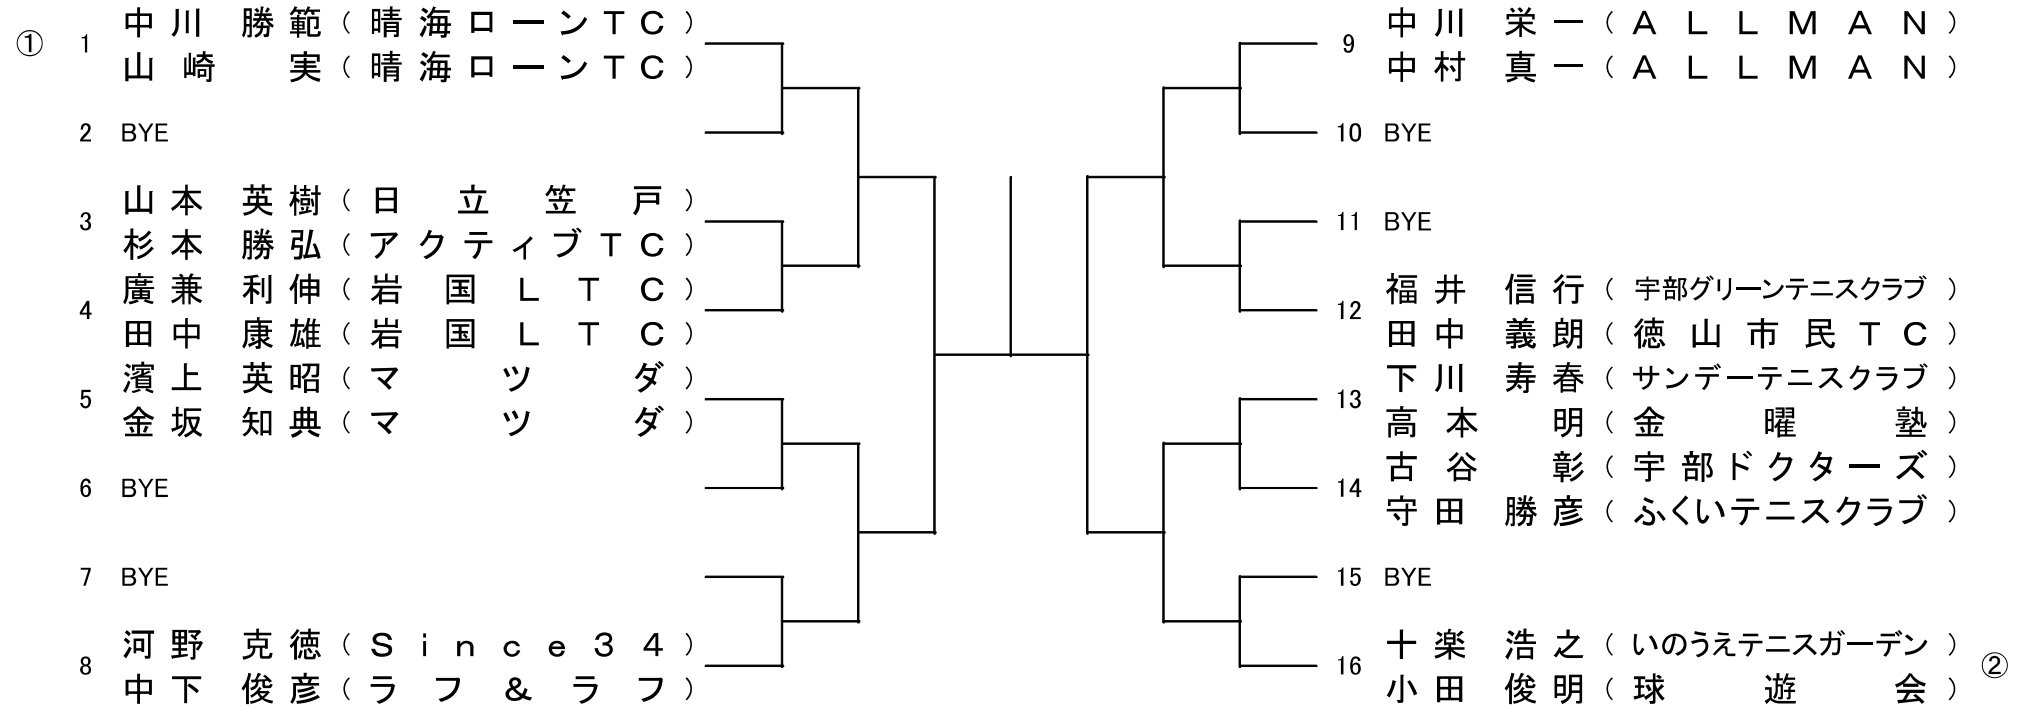 ① 1 中川 勝範 (晴海ローンTC)
山崎 実 (晴海ローンTC)
2 BYE
3 山本 英樹 (日立笠戸)
杉本 勝弘 (アクティブTC)
4 廣兼 利伸 (岩国LTC)
田中 康雄 (岩国LTC)
5 濱上 英昭 (マツダ)
金坂 知典 (マツダ)
6 BYE
7 BYE
8 河野 克徳 (Since34)
中下 俊彦 (ラフ&ラフ)
9 中川 栄一 (ALLMAN)
中村 真一 (ALLMAN)
10 BYE
11 BYE
12 福井 信行 (宇部グリーンテニスクラブ)
田中 義朗 (徳山市民TC)
13 下川 寿春 (サンデーテニスクラブ)
高本 明 (金曜塾)
14 古谷 彰 (宇部ドクターズ)
守田 勝彦 (ふくいテニスクラブ)
15 BYE
16 十楽 浩之 (いのうえテニスガーデン) ②
小田 俊明 (球遊会)